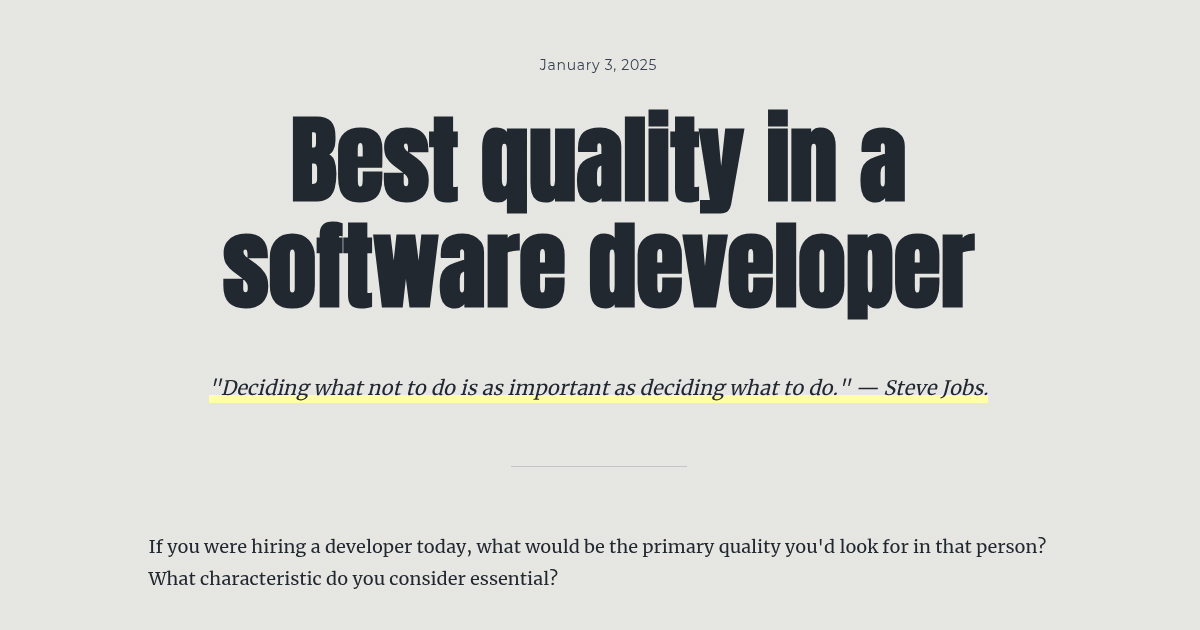 January 3, 2025
Best quality in a
software developer
"Deciding what not to do is as important as deciding what to do." — Steve Jobs.
If you were hiring a developer today, what would be the primary quality you'd look for in that person?
What characteristic do you consider essential?